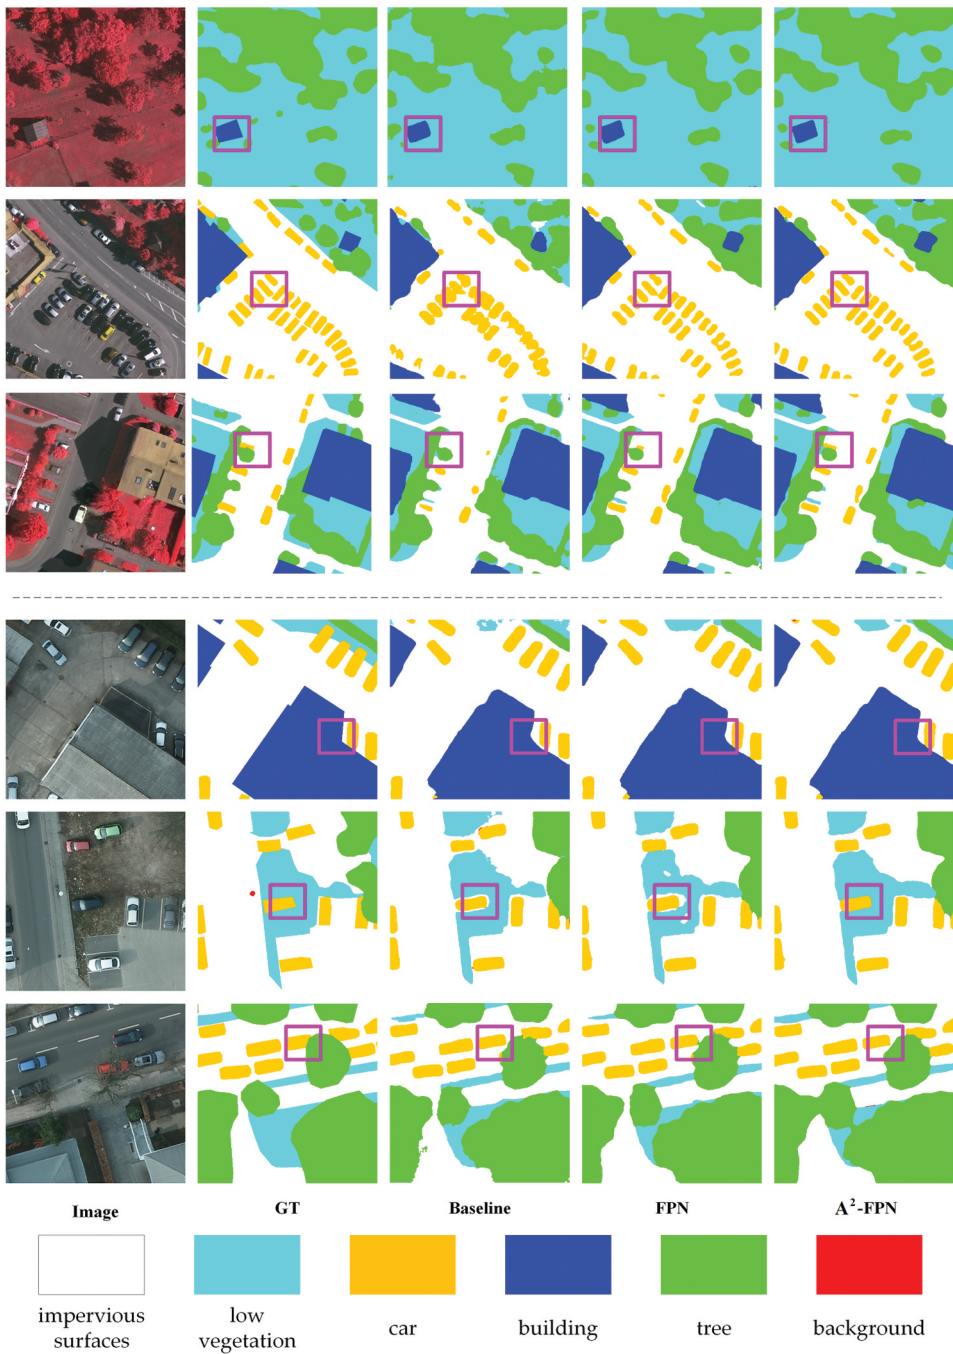 Image GT Baseline FPN A²-FPN
impervious surfaces
low vegetation
car
building
tree
background